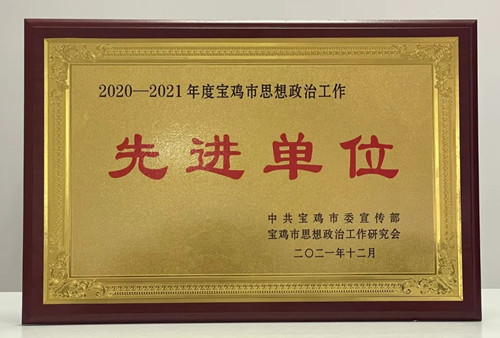 2020—2021年度宝鸡市思想政治工作
先进单位
中共宝鸡市委宣传部
宝鸡市思想政治工作研究会
二〇二一年十二月